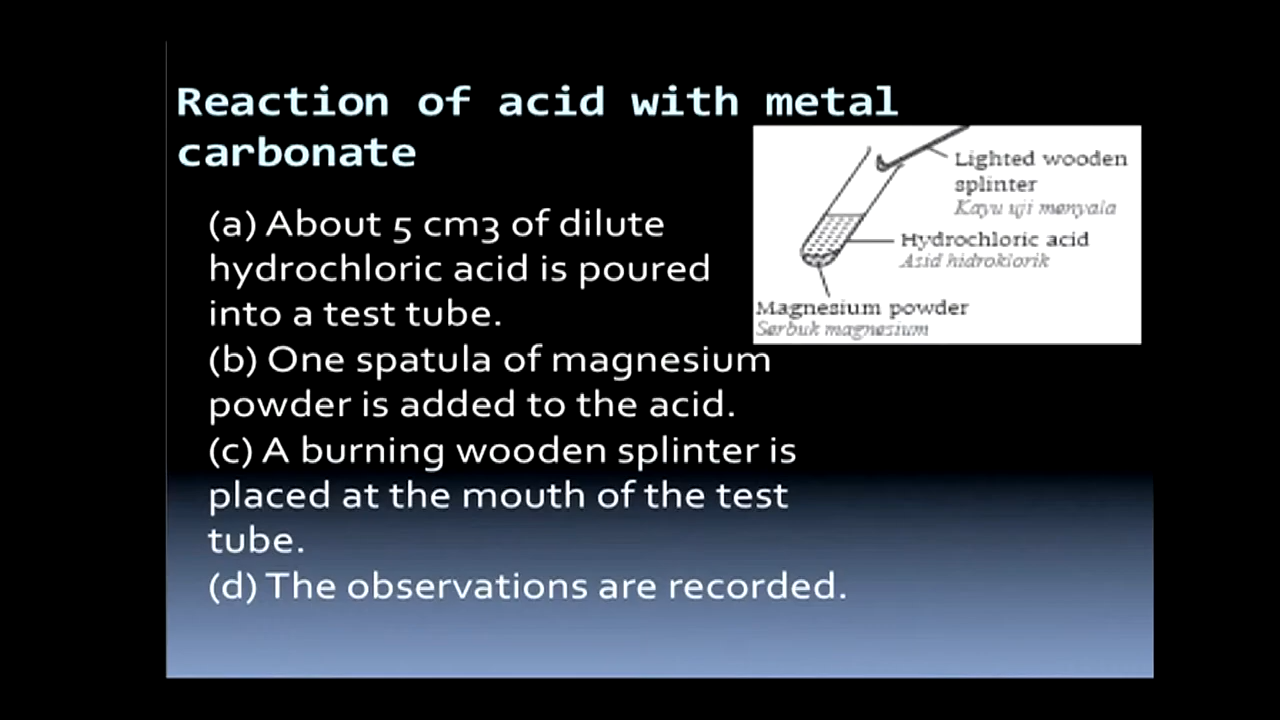 Reaction of acid with metal
carbonate
(a) About 5 cm3 of dilute
hydrochloric acid is poured
into a test tube.
(b) One spatula of magnesium
powder is added to the acid.
(c) A burning wooden splinter is
placed at the mouth of the test
tube.
(d) The observations are recorded.
Lighted wooden
splinter
Kayu uji menyala
Hydrochloric acid
Asid hidroklorik
Magnesium powder
Serbuk magnesium